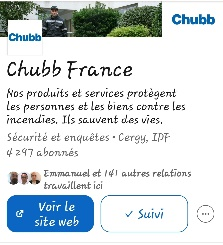 Chubb
Chubb
Chubb France
Nos produits et services protègent
les personnes et les biens contre les
incendies. Ils sauvent des vies.
Sécurité et enquêtes • Cergy, IDF
4 297 abonnés
Emmanuel et 141 autres relations
travaillent ici
Voir le
site web
Suivi